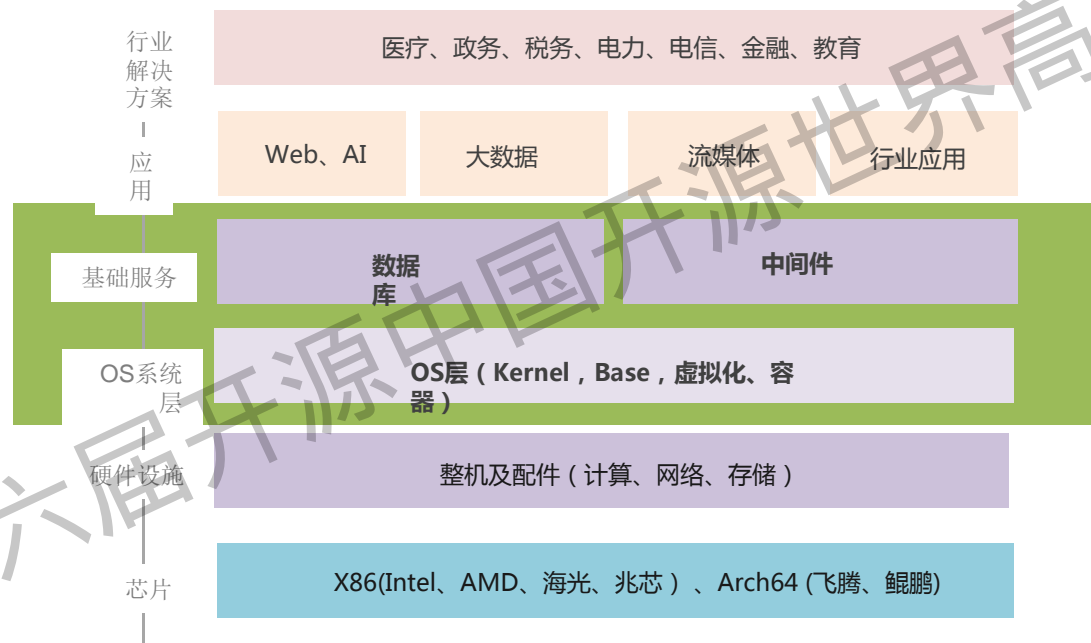 行业
解决
方案
医疗、政务、税务、电力、电信、金融、教育
应
用
Web、AI
大数据
流媒体
行业应用
基础服务
数据
库
中间件
OS系统
层
OS层（Kernel，Base，虚拟化、容
器）
硬件设施
整机及配件（计算、网络、存储）
芯片
X86(Intel、AMD、海光、兆芯）、Arch64 (飞腾、鲲鹏)
六届开源中国开源世界高